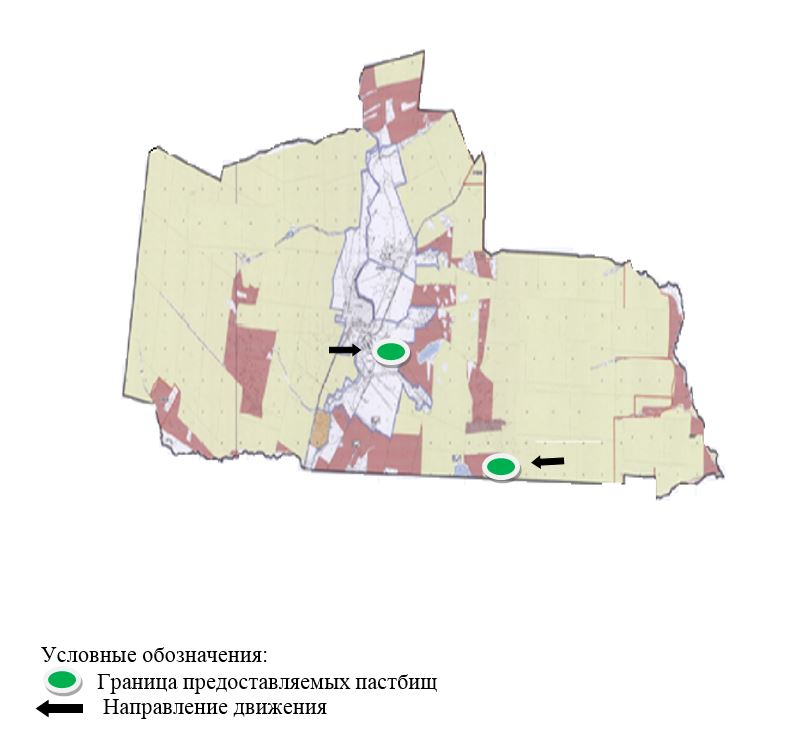 Условные обозначения:
Граница предоставляемых пастбищ
Направление движения